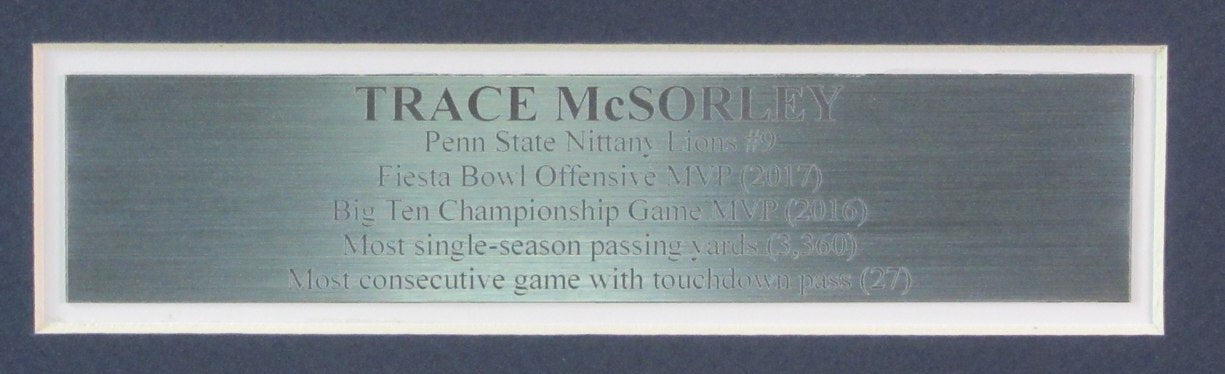 TRACE McSORLEY
Penn State Nittany Lions #9
Fiesta Bowl Offensive MVP (2017)
Big Ten Championship Game MVP (2016)
Most single-season passing yards (3,360)
Most consecutive game with touchdown pass (27)